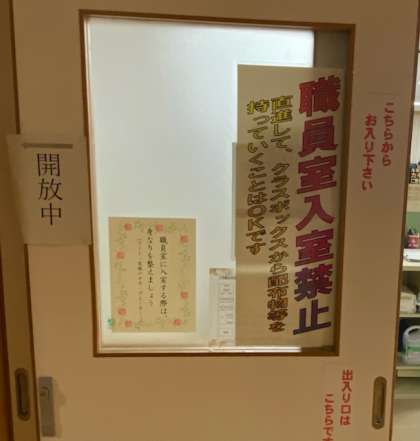 職員室入室禁止
直進して、クラスボックスから配布物等を
持っていくことはOKです
こちらから
お入り下さい
開放中
職員室に入室する際は、
身なりを整えましょう
出入り口は
こちらです